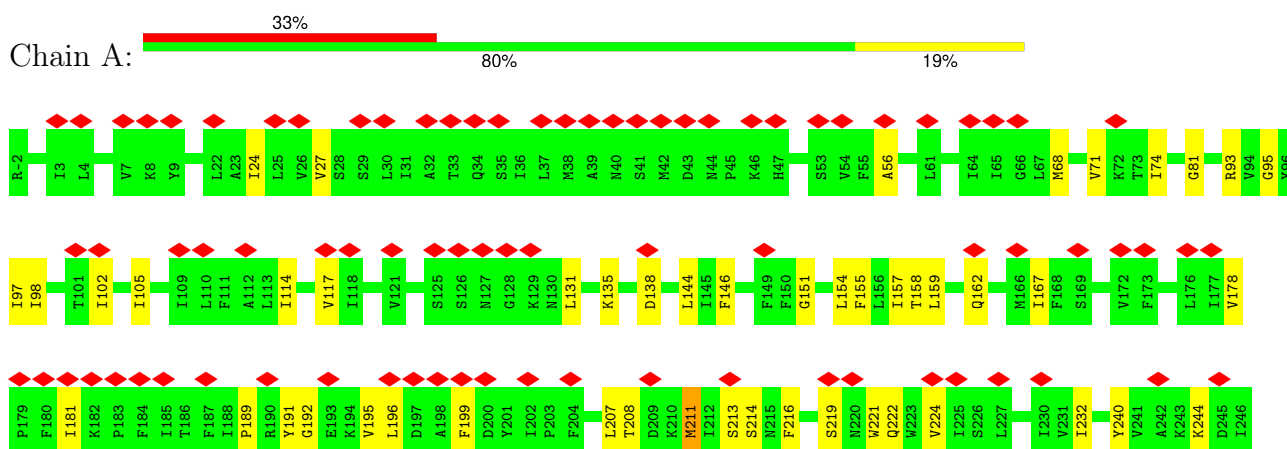 33%
Chain A:
80%
19%
R-2 I3 L4 V7 K8 Y9 L22 A23 I24 L25 V26 V27 S28 S29 L30 I31 A32 T33 Q34 S35 I36 L37 M38 A39 N40 S41 M42 D43 N44 P45 K46 H47 S53 V54 F55 A56 L61 I64 I65 G66 L67 M68 V71 K72 T73 I74 G81 R93 V94 G95 Y96
I97 I98 T101 I102 I105 I109 L110 F111 A112 L113 I114 V117 I118 V121 S125 S126 N127 G128 K129 N130 L131 K135 D138 L144 I145 F146 F149 F150 G151 L154 F155 L156 I157 T158 L159 Q162 M166 I167 F168 S169 V172 F173 L176 I177 V178
P179 F180 I181 K182 P183 F184 I185 T186 F187 I188 P189 R190 Y191 G192 E193 K194 V195 L196 D197 A198 F199 D200 Y201 I202 P203 F204 L207 T208 D209 K210 M211 I212 S213 S214 N215 F216 S219 N220 W221 Q222 W223 V224 I225 S226 L227 I230 V231 I232 Y240 V241 A242 K243 K244 D245 I246